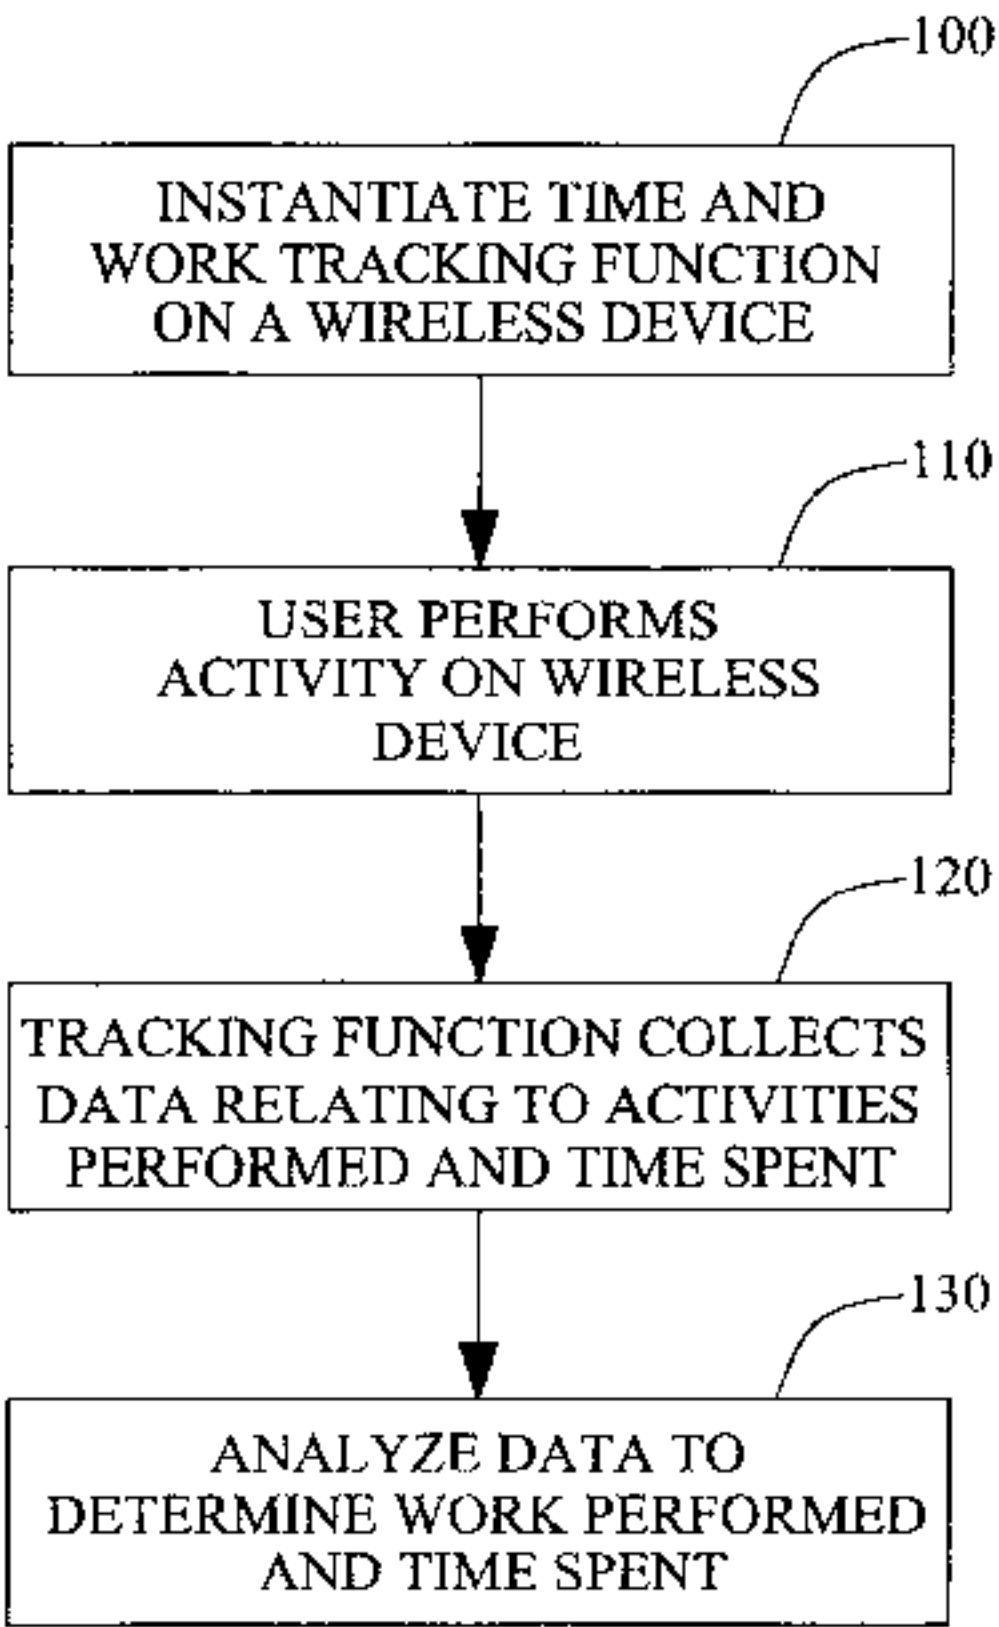 100
INSTANTIATE TIME AND
WORK TRACKING FUNCTION
ON A WIRELESS DEVICE
110
USER PERFORMS
ACTIVITY ON WIRELESS
DEVICE
120
TRACKING FUNCTION COLLECTS
DATA RELATING TO ACTIVITIES
PERFORMED AND TIME SPENT
130
ANALYZE DATA TO
DETERMINE WORK PERFORMED
AND TIME SPENT